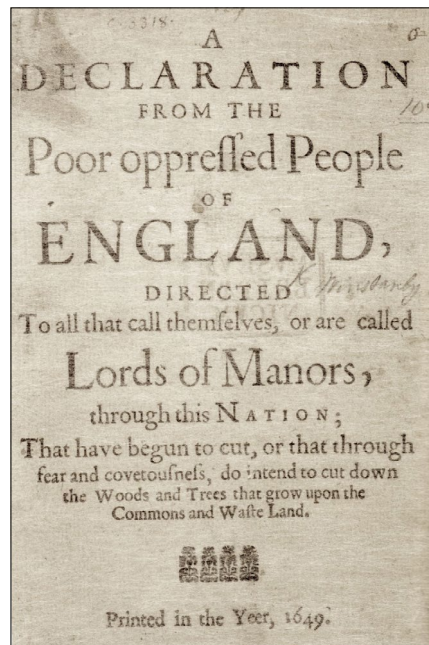 A
DECLARATION
FROM THE
Poor oppreſſed People
OF
ENGLAND,
DIRECTED
To all that call themſelves, or are called
Lords of Manors,
through this NATION;
That have begun to cut, or that through
fear and covetouſneſs, do intend to cut down
the Woods and Trees that grow upon the
Commons and Waſte Land.
Printed in the Yeer, 1649.